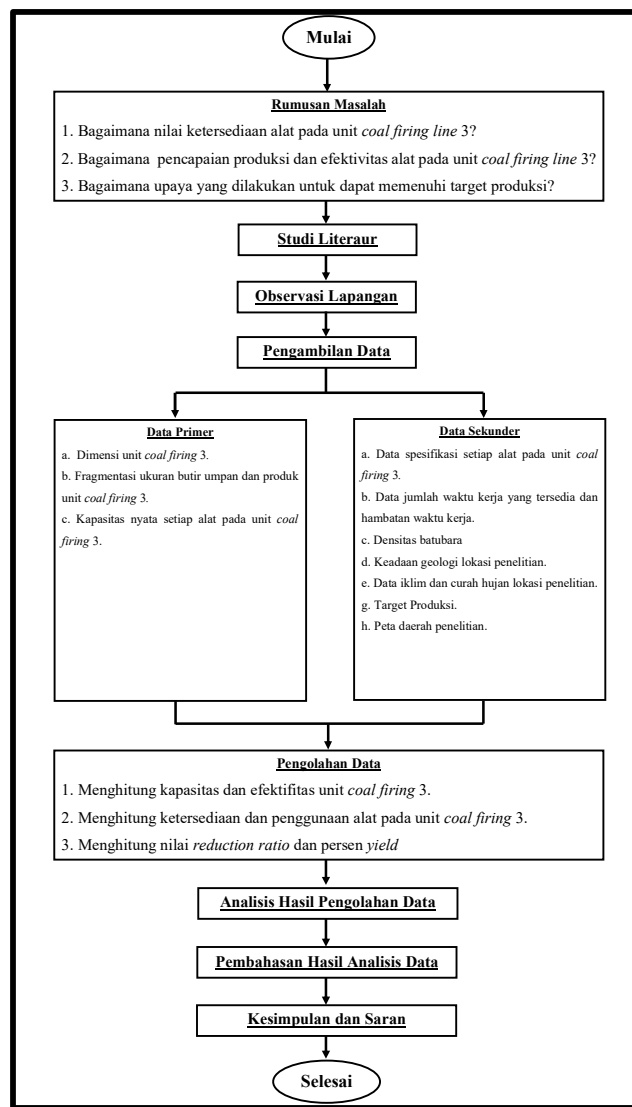 Mulai
Rumusan Masalah
1. Bagaimana nilai ketersediaan alat pada unit coal firing line 3?
2. Bagaimana pencapaian produksi dan efektivitas alat pada unit coal firing line 3?
3. Bagaimana upaya yang dilakukan untuk dapat memenuhi target produksi?
Studi Literaur
Observasi Lapangan
Pengambilan Data
Data Primer
a. Dimensi unit coal firing 3.
b. Fragmentasi ukuran butir umpan dan produk
unit coal firing 3.
c. Kapasitas nyata setiap alat pada unit coal
firing 3.
Data Sekunder
a. Data spesifikasi setiap alat pada unit coal
firing 3.
b. Data jumlah waktu kerja yang tersedia dan
hambatan waktu kerja.
c. Densitas batubara
d. Keadaan geologi lokasi penelitian.
e. Data iklim dan curah hujan lokasi penelitian.
g. Target Produksi.
h. Peta daerah penelitian.
Pengolahan Data
1. Menghitung kapasitas dan efektifitas unit coal firing 3.
2. Menghitung ketersediaan dan penggunaan alat pada unit coal firing 3.
3. Menghitung nilai reduction ratio dan persen yield
Analisis Hasil Pengolahan Data
Pembahasan Hasil Analisis Data
Kesimpulan dan Saran
Selesai